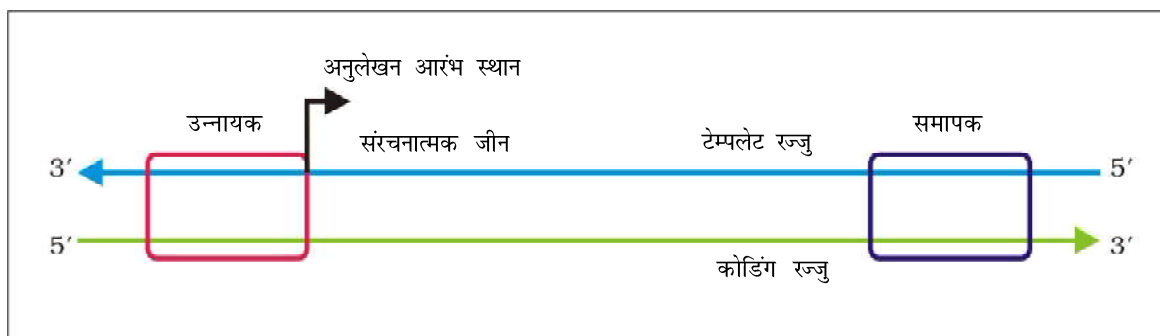 अनुलेखन आरंभ स्थान
उन्नायक
समापक
संरचनात्मक जीन
टेम्पलेट रज्जु
3′
5′
5′
3′
कोडिंग रज्जु